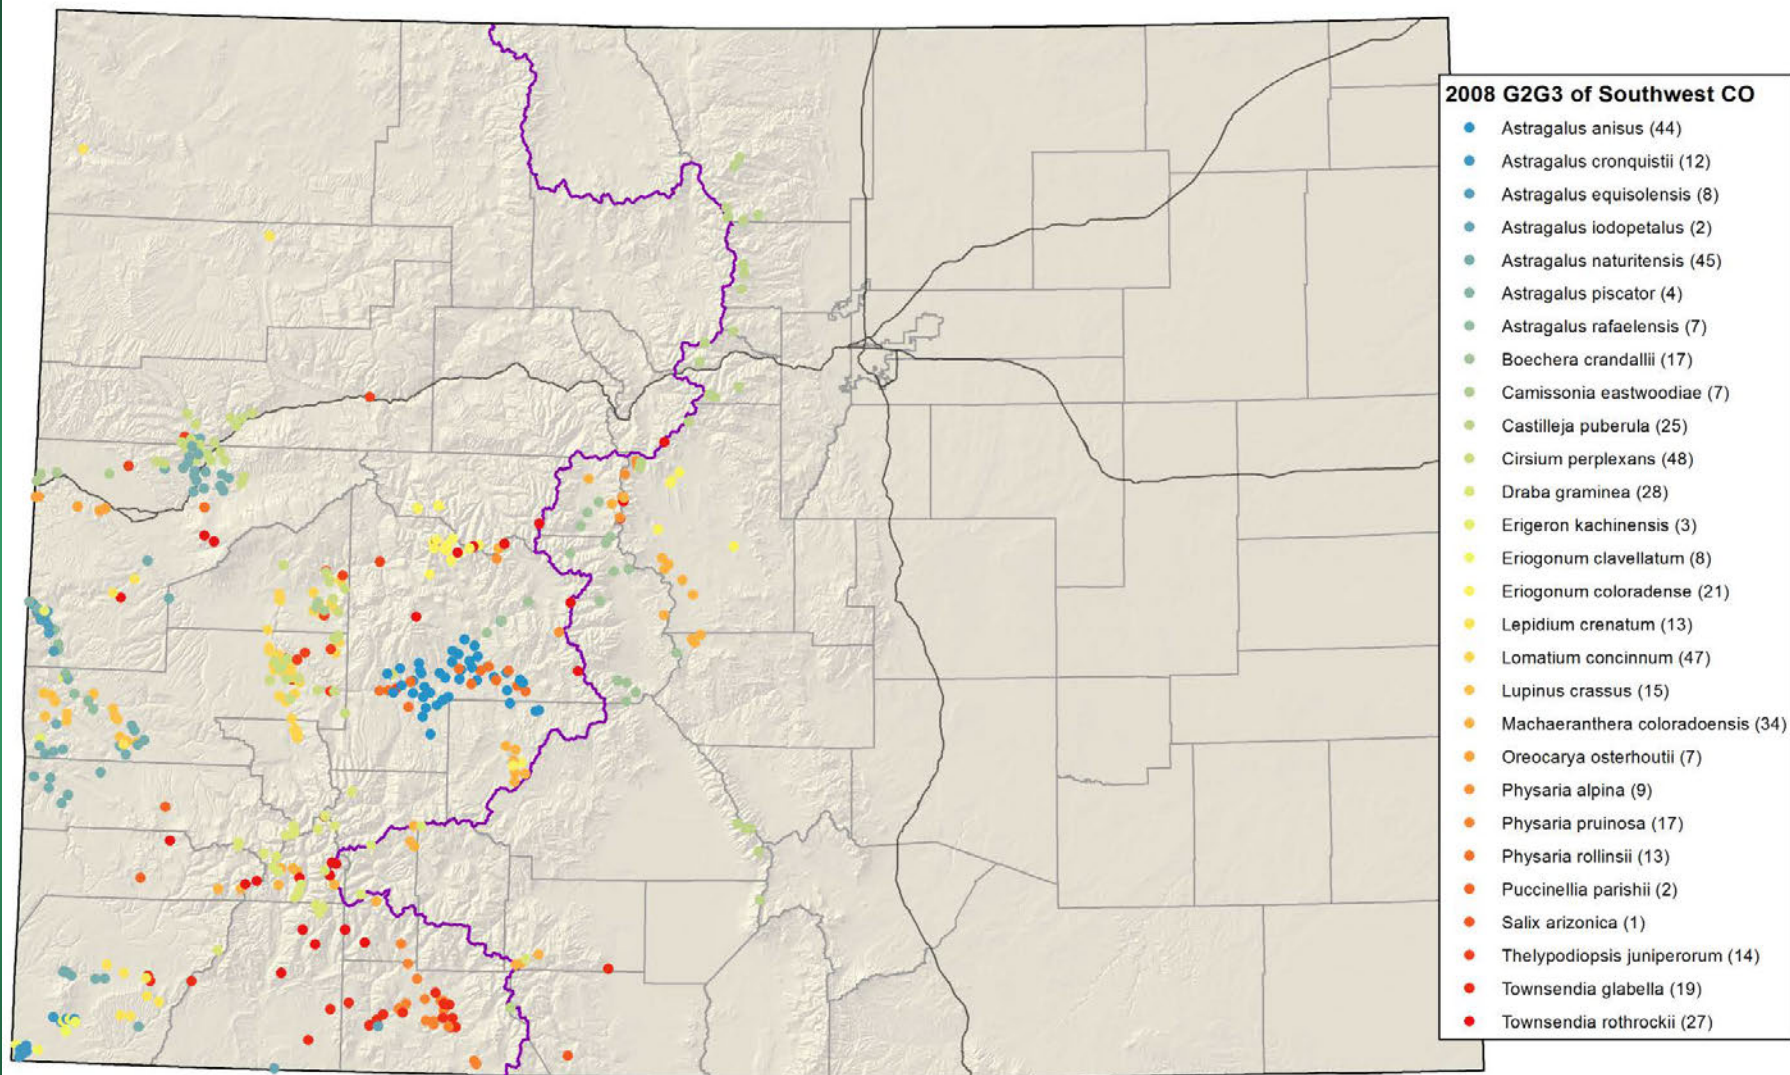 2008 G2G3 of Southwest CO
Astragalus anisus (44)
Astragalus cronquistii (12)
Astragalus equisolensis (8)
Astragalus iodopetalus (2)
Astragalus naturitensis (45)
Astragalus piscator (4)
Astragalus rafaelensis (7)
Boechera crandallii (17)
Camissonia eastwoodiae (7)
Castilleja puberula (25)
Cirsium perplexans (48)
Draba graminea (28)
Erigeron kachinensis (3)
Eriogonum clavellatum (8)
Eriogonum coloradense (21)
Lepidium crenatum (13)
Lomatium concinnum (47)
Lupinus crassus (15)
Machaeranthera coloradoensis (34)
Oreocarya osterhoutii (7)
Physaria alpina (9)
Physaria pruinosa (17)
Physaria rollinsii (13)
Puccinellia parishii (2)
Salix arizonica (1)
Thelypodiopsis juniperorum (14)
Townsendia glabella (19)
Townsendia rothrockii (27)